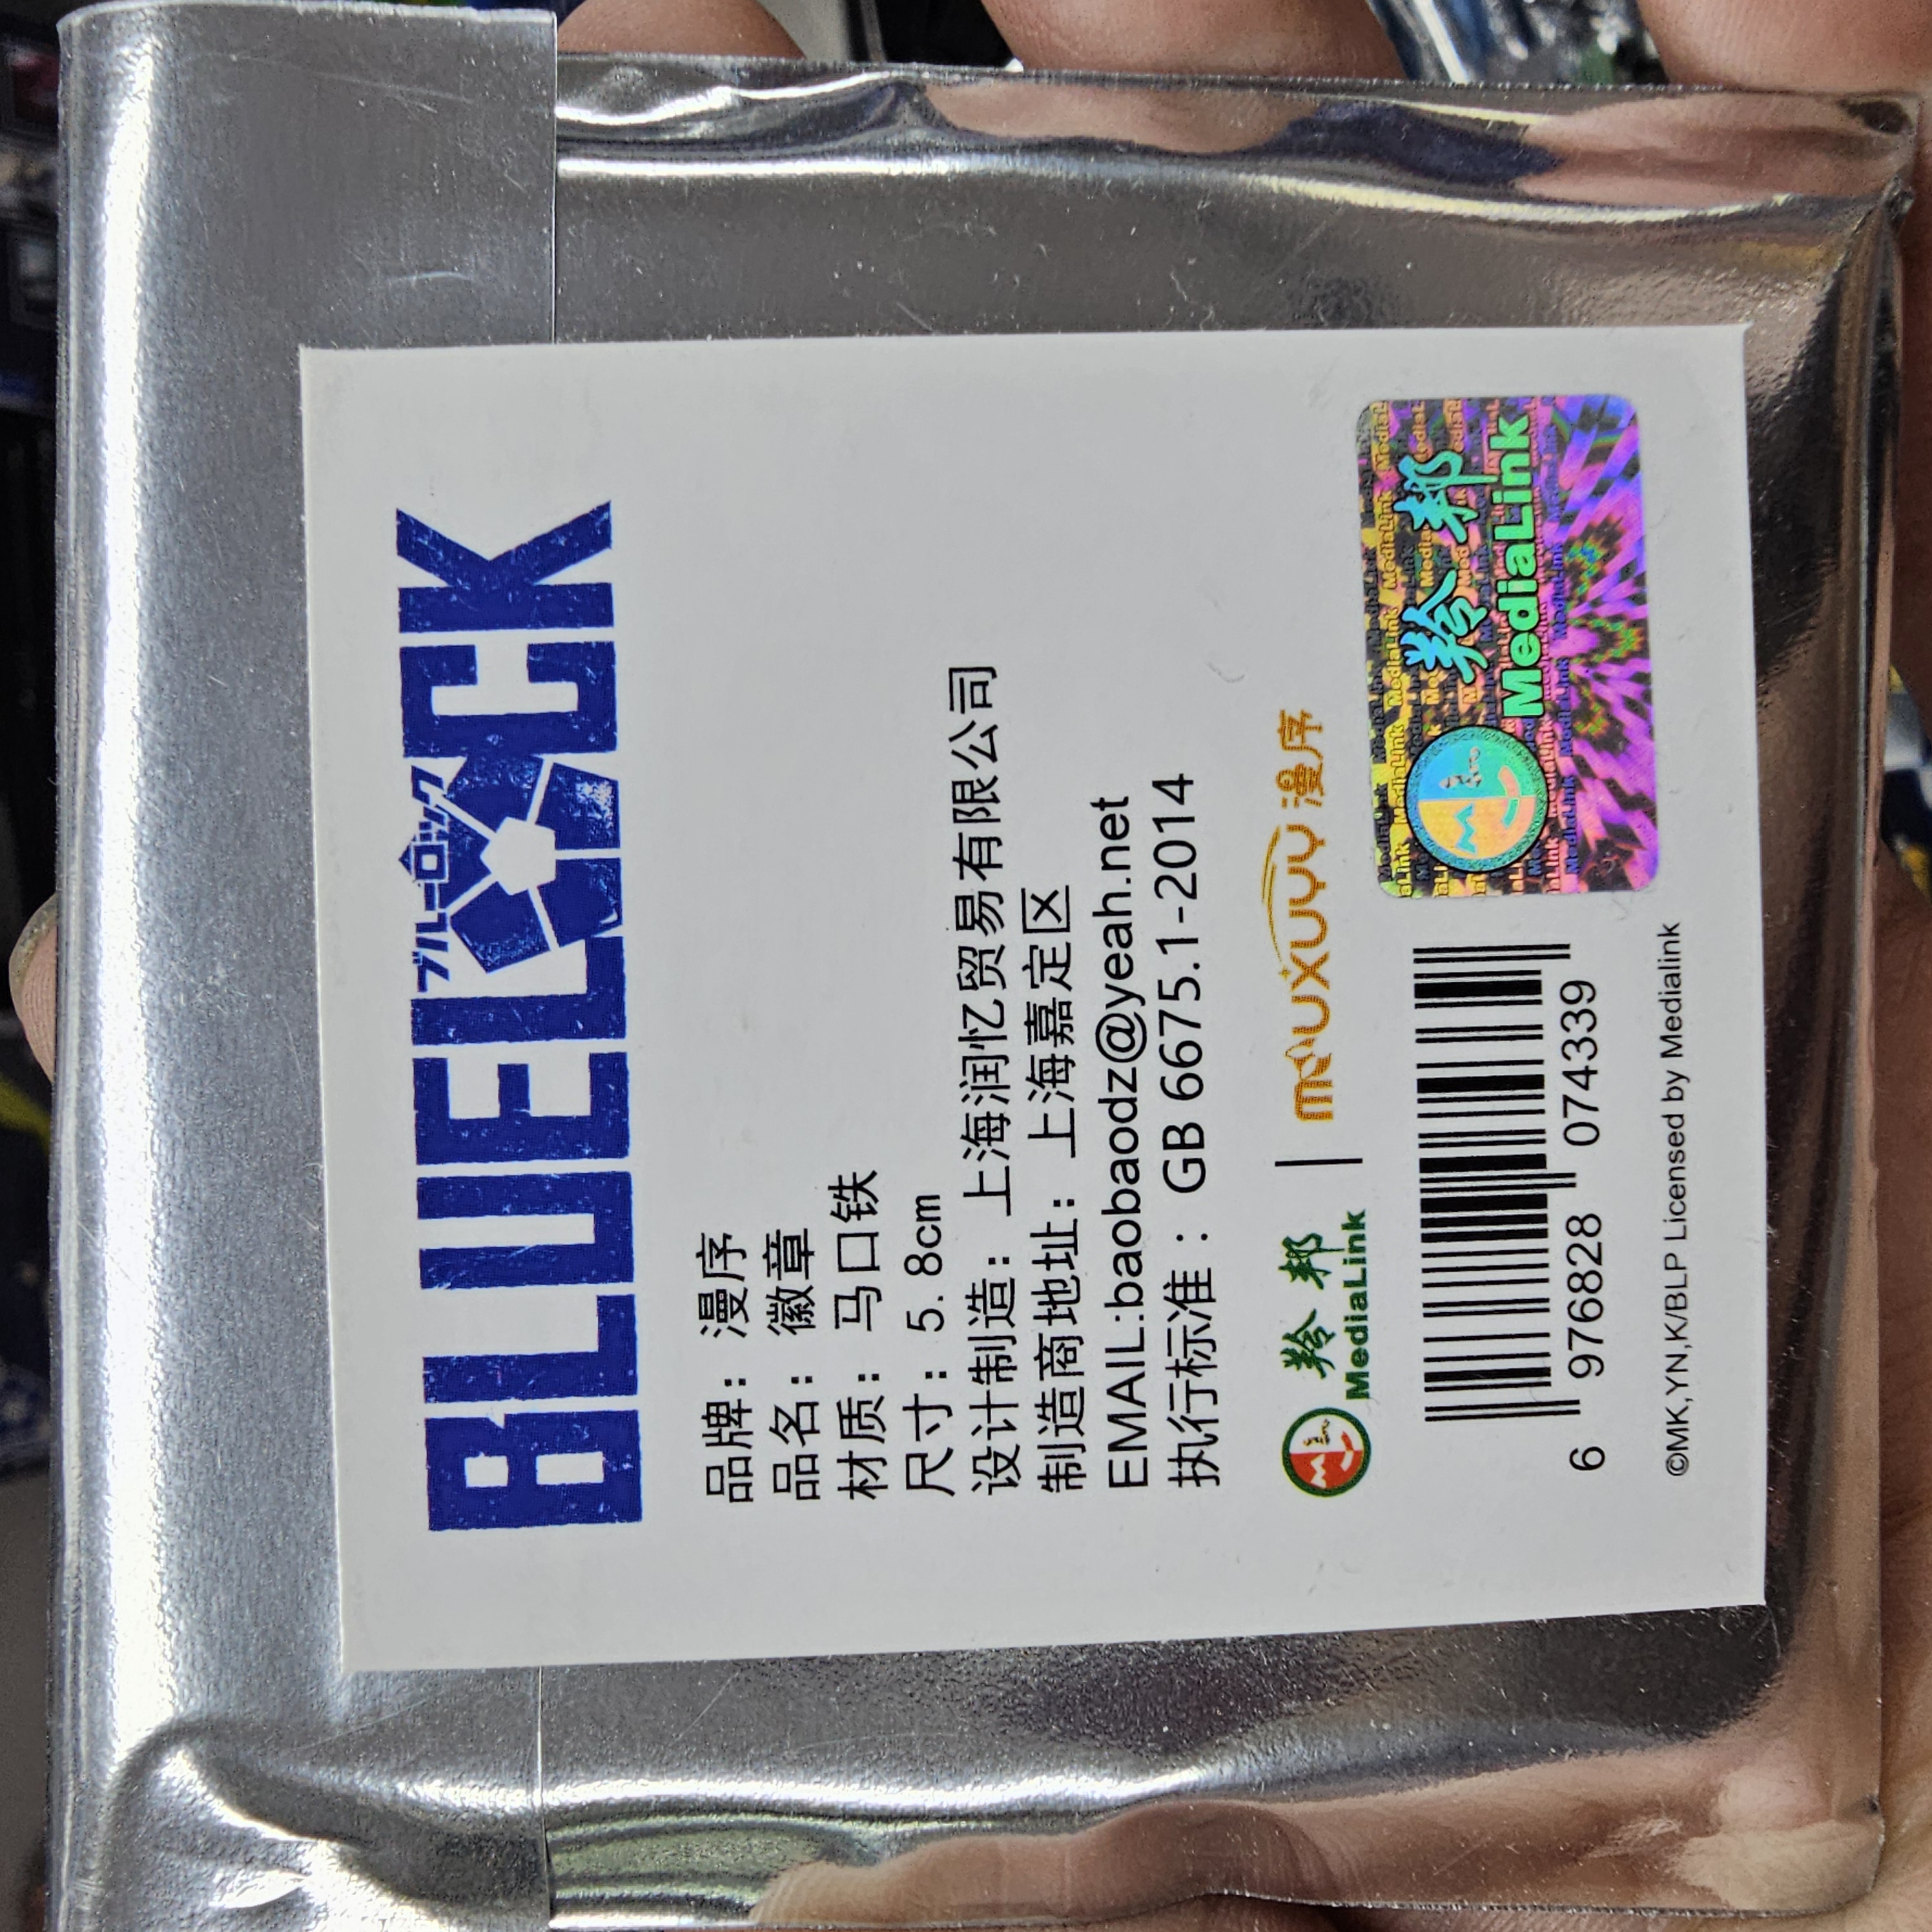 ブルーロック
BLUELOCK
品牌：漫序
品名：徽章
材质：马口铁
尺寸：5.8cm
设计制造：上海润忆贸易有限公司
制造商地址：上海嘉定区
EMAIL:baobaodz@yeah.net
执行标准：GB 6675.1-2014
羚邦 MediaLink | mauxuyy 漫序
6 976828 074339
羚邦
MediaLink
©MK,YN,K/BLP Licensed by Medialink